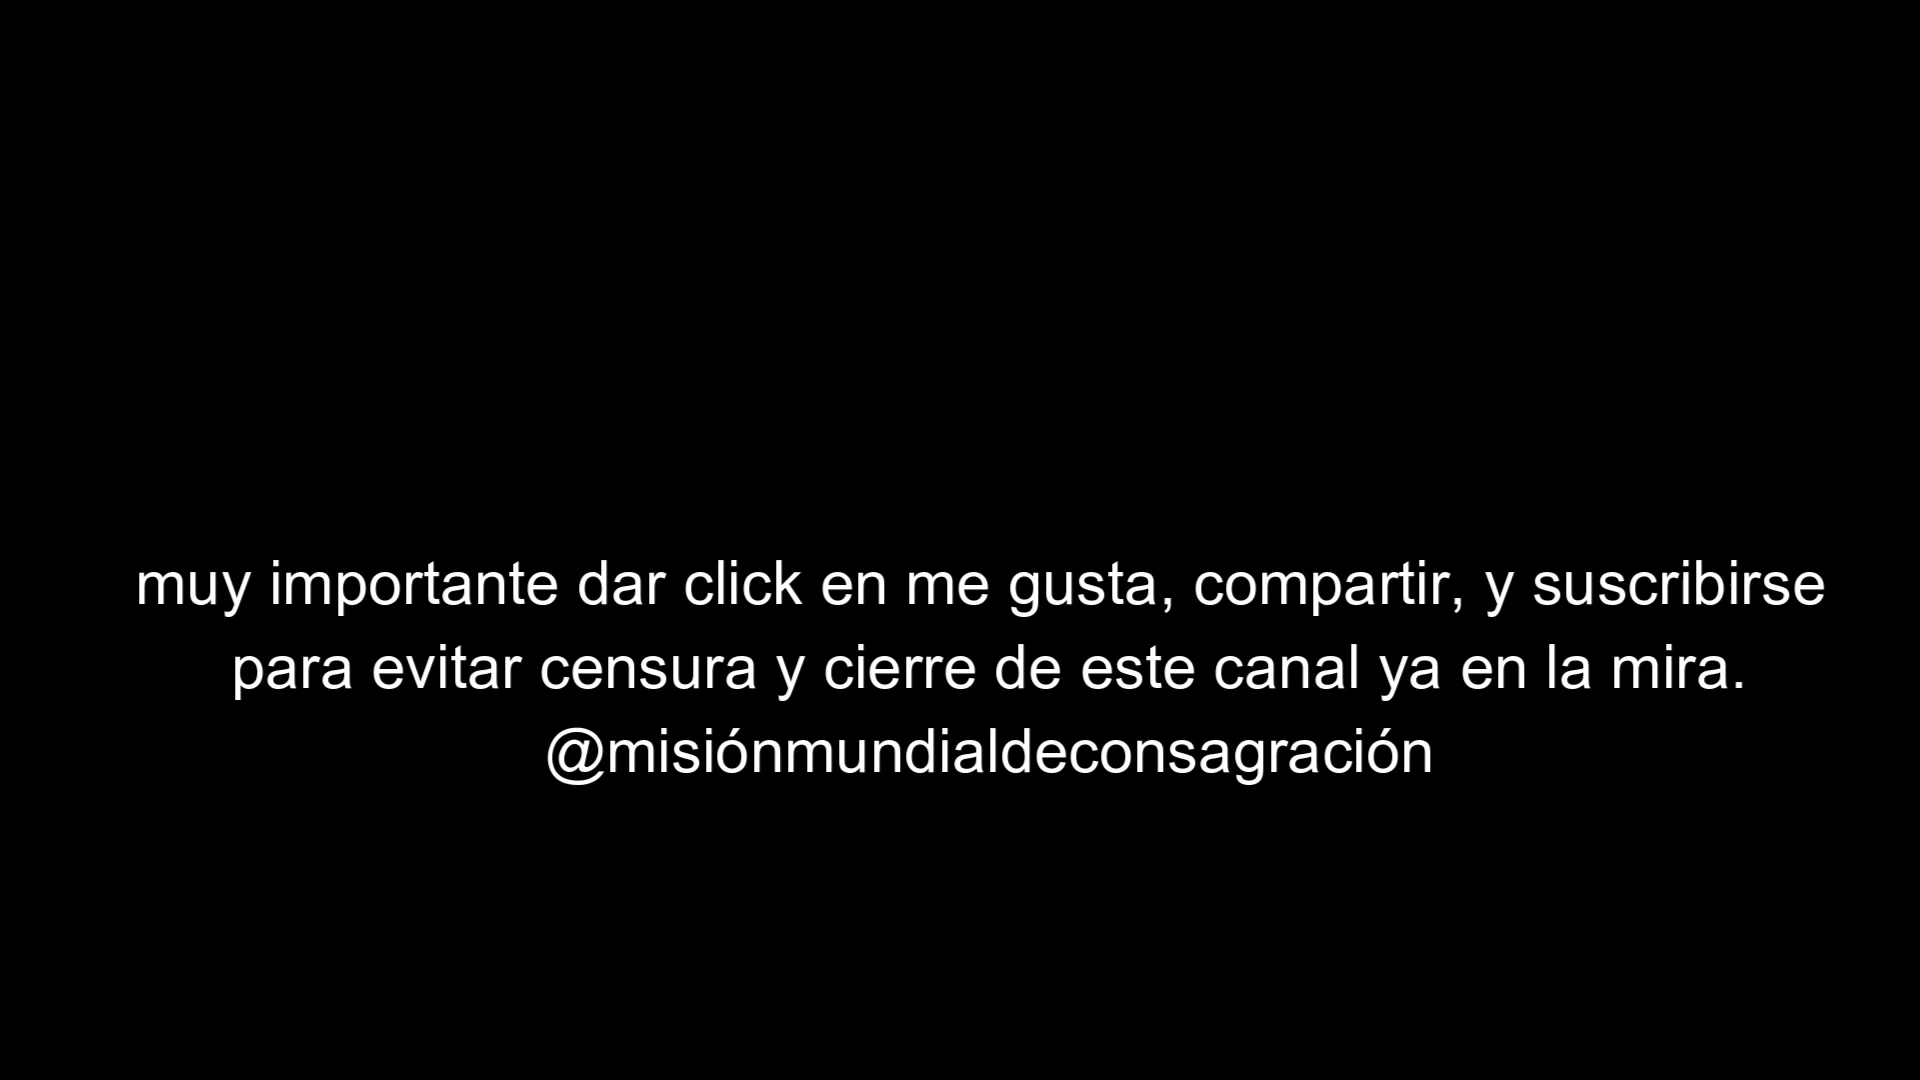 muy importante dar click en me gusta, compartir, y suscribirse
para evitar censura y cierre de este canal ya en la mira.
@misiónmundialdeconsagración